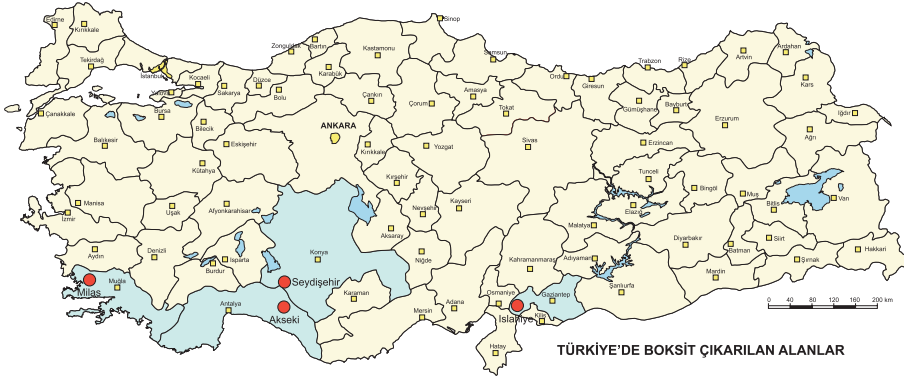 Sinop
Edirne
Kırıkkale
Zonguldak
Bartın
Kastamonu
Samsun
Artvin
Ardahan
Tekirdağ
İstanbul
Kocaeli
Sakarya
Düzce
Bolu
Karabük
Ordu
Giresun
Trabzon
Rize
Kars
Yalova
Çanakkale
Bursa
Bilecik
Çankırı
Çorum
Amasya
Tokat
Gümüşhane
Bayburt
Erzurum
Iğdır
Ağrı
Balıkesir
Eskişehir
ANKARA
Kırıkkale
Yozgat
Sivas
Erzincan
Kütahya
Kırşehir
Tunceli
Bingöl
Muş
Manisa
İzmir
Uşak
Afyonkarahisar
Nevşehir
Kayseri
Elazığ
Bitlis
Van
Aksaray
Malatya
Aydın
Denizli
Isparta
Burdur
Konya
Niğde
Kahramanmaraş
Adıyaman
Diyarbakır
Batman
Siirt
Hakkari
Şırnak
Mardin
Milas
Muğla
Seydişehir
Antalya
Akseki
Karaman
Mersin
Adana
Osmaniye
Islahiye
Gaziantep
Kilis
Şanlıurfa
Hatay
0 40 80 120 160 200 km
TÜRKİYE'DE BOKSİT ÇIKARILAN ALANLAR